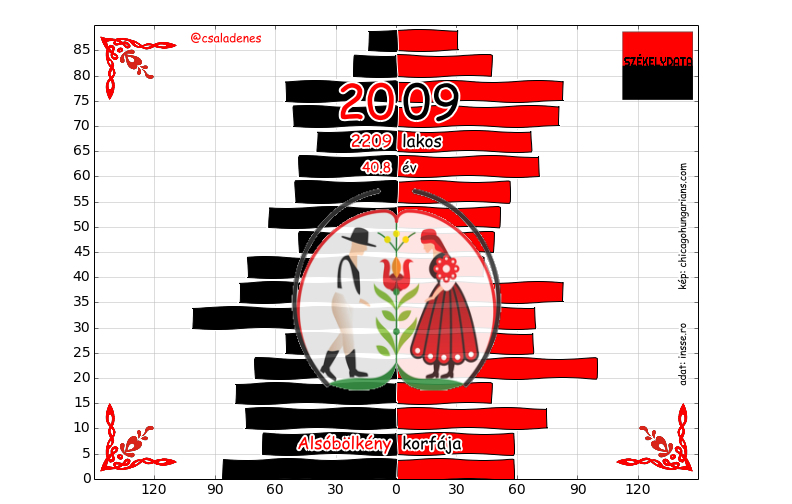 @csaladenes
SZÉKELYDATA
2009
2209 lakos
40.8 év
kép: chicagohungarians.com
adat: insse.ro
Alsóbölkény korfája
85
80
75
70
65
60
55
50
45
40
35
30
25
20
15
10
5
0
120 90 60 30 0 30 60 90 120